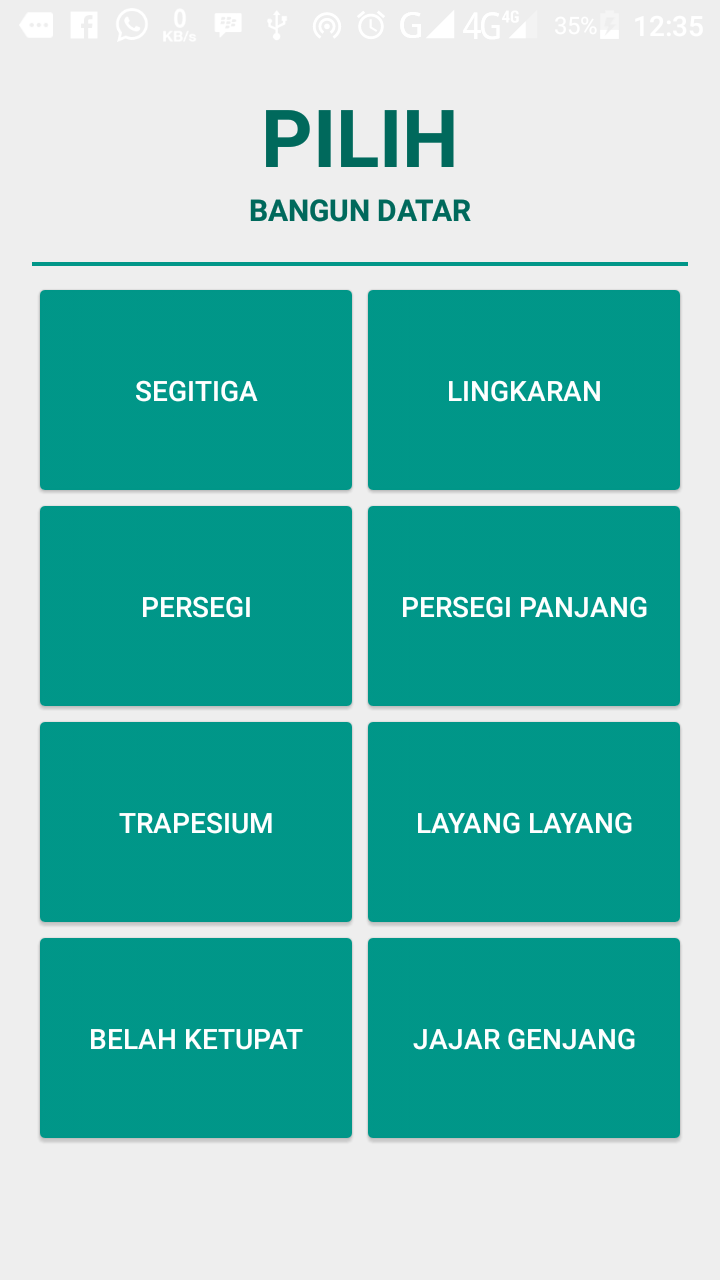 0 KB/s G 4G 4G 35% 12:35
PILIH
BANGUN DATAR
SEGITIGA LINGKARAN
PERSEGI PERSEGI PANJANG
TRAPESIUM LAYANG LAYANG
BELAH KETUPAT JAJAR GENJANG